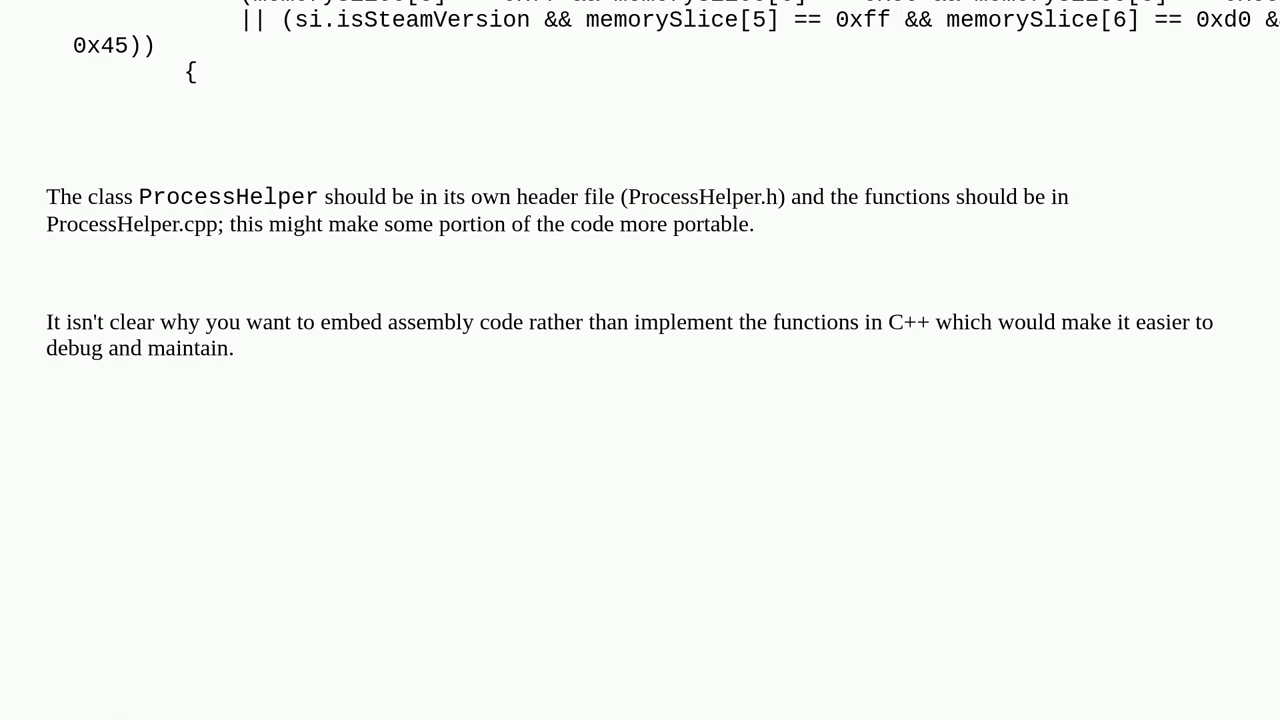 || (si.isSteamVersion && memorySlice[5] == 0xff && memorySlice[6] == 0xd0 &
0x45))
{
The class ProcessHelper should be in its own header file (ProcessHelper.h) and the functions should be in
ProcessHelper.cpp; this might make some portion of the code more portable.
It isn't clear why you want to embed assembly code rather than implement the functions in C++ which would make it easier to
debug and maintain.